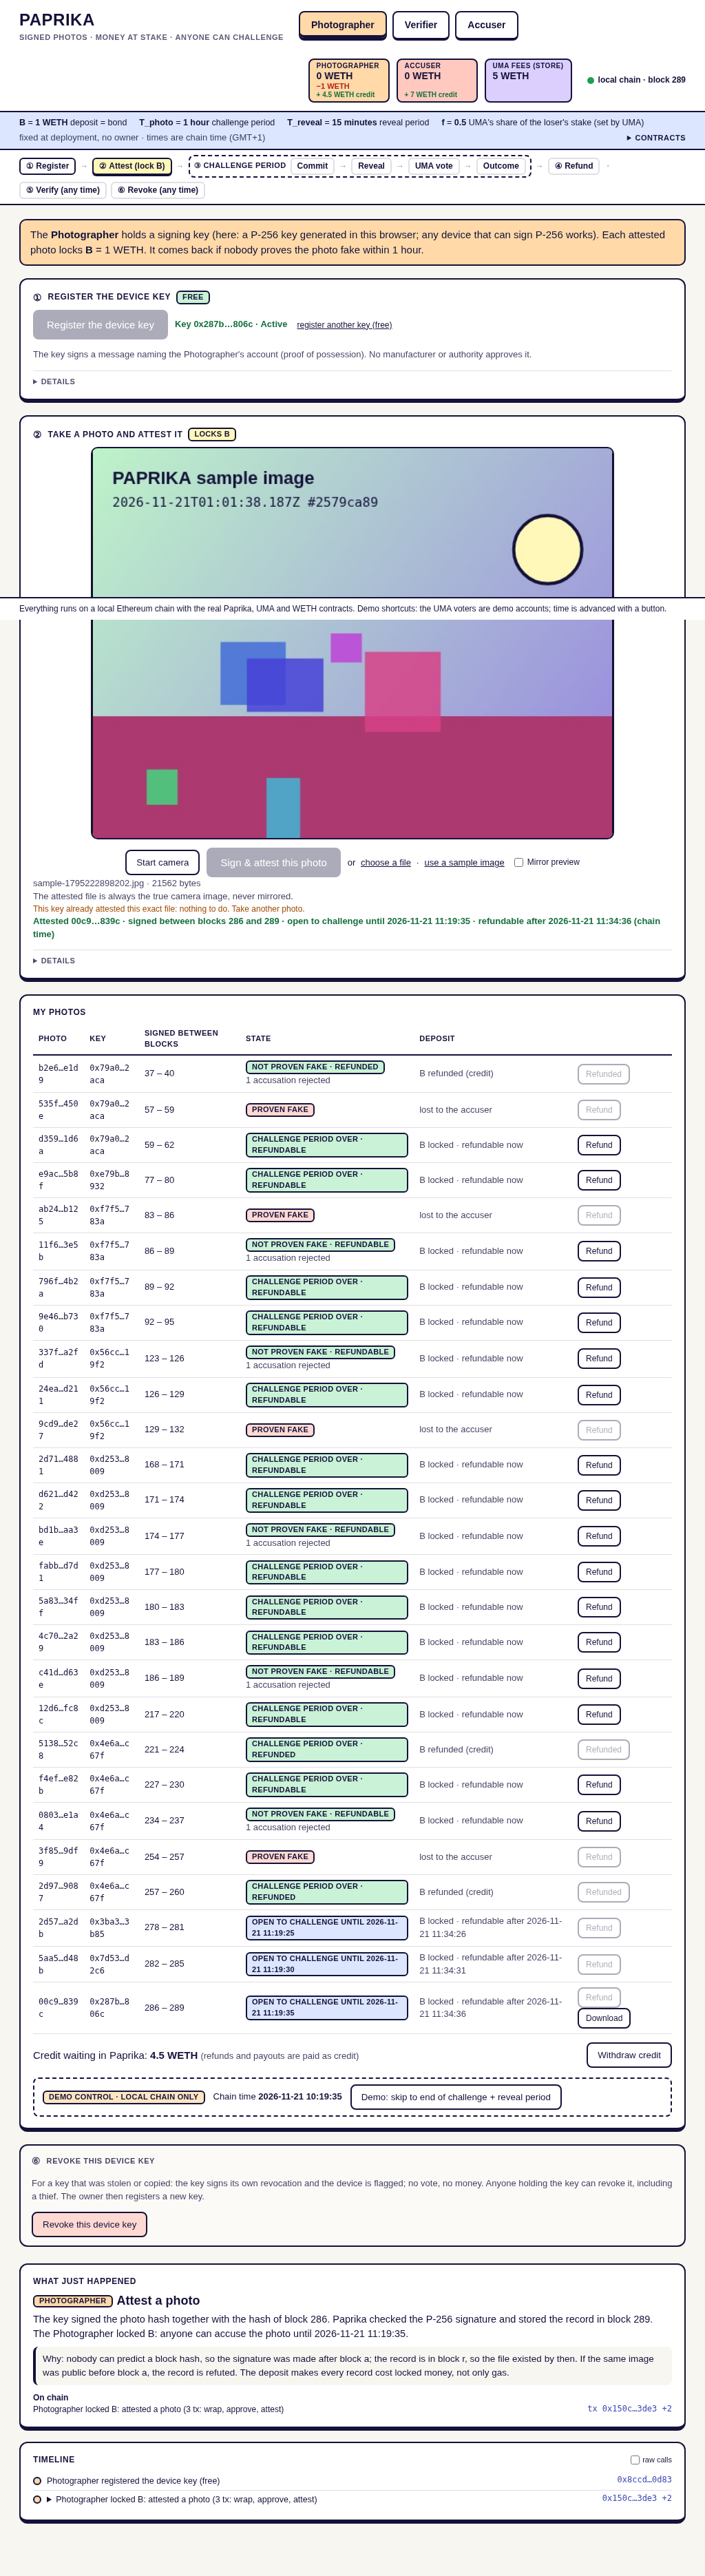 PAPRIKA
SIGNED PHOTOS · MONEY AT STAKE · ANYONE CAN CHALLENGE
Photographer
Verifier
Accuser
PHOTOGRAPHER
0 WETH
−1 WETH
+ 4.5 WETH credit
ACCUSER
0 WETH
+ 7 WETH credit
UMA FEES (STORE)
5 WETH
local chain · block 289
B = 1 WETH deposit = bond T_photo = 1 hour challenge period T_reveal = 15 minutes reveal period f = 0.5 UMA's share of the loser's stake (set by UMA)
fixed at deployment, no owner · times are chain time (GMT+1)
▸ CONTRACTS
① Register → ② Attest (lock B) → ③ CHALLENGE PERIOD Commit → Reveal → UMA vote → Outcome → ④ Refund ·
⑤ Verify (any time) ⑥ Revoke (any time)
The Photographer holds a signing key (here: a P-256 key generated in this browser; any device that can sign P-256 works). Each attested
photo locks B = 1 WETH. It comes back if nobody proves the photo fake within 1 hour.
① REGISTER THE DEVICE KEY FREE
Register the device key Key 0x287b…806c · Active register another key (free)
The key signs a message naming the Photographer's account (proof of possession). No manufacturer or authority approves it.
▸ DETAILS
② TAKE A PHOTO AND ATTEST IT LOCKS B
PAPRIKA sample image
2026-11-21T01:01:38.187Z #2579ca89
Everything runs on a local Ethereum chain with the real Paprika, UMA and WETH contracts. Demo shortcuts: the UMA voters are demo accounts; time is advanced with a button.
Start camera Sign & attest this photo or choose a file · use a sample image Mirror preview
sample-1795222898202.jpg · 21562 bytes
The attested file is always the true camera image, never mirrored.
This key already attested this exact file: nothing to do. Take another photo.
Attested 00c9…839c · signed between blocks 286 and 289 · open to challenge until 2026-11-21 11:19:35 · refundable after 2026-11-21 11:34:36 (chain
time)
▸ DETAILS
MY PHOTOS
PHOTO KEY SIGNED BETWEEN BLOCKS STATE DEPOSIT
b2e6…e1d9 0x79a0…2aca 37 – 40 NOT PROVEN FAKE · REFUNDED 1 accusation rejected B refunded (credit) Refunded
535f…450e 0x79a0…2aca 57 – 59 PROVEN FAKE lost to the accuser Refund
d359…1d6a 0x79a0…2aca 59 – 62 CHALLENGE PERIOD OVER · REFUNDABLE B locked · refundable now Refund
e9ac…5b8f 0xe79b…8932 77 – 80 CHALLENGE PERIOD OVER · REFUNDABLE B locked · refundable now Refund
ab24…b125 0xf7f5…783a 83 – 86 PROVEN FAKE lost to the accuser Refund
11f6…3e5b 0xf7f5…783a 86 – 89 NOT PROVEN FAKE · REFUNDABLE 1 accusation rejected B locked · refundable now Refund
796f…4b2a 0xf7f5…783a 89 – 92 CHALLENGE PERIOD OVER · REFUNDABLE B locked · refundable now Refund
9e46…b730 0xf7f5…783a 92 – 95 CHALLENGE PERIOD OVER · REFUNDABLE B locked · refundable now Refund
337f…a2fd 0x56cc…19f2 123 – 126 NOT PROVEN FAKE · REFUNDABLE 1 accusation rejected B locked · refundable now Refund
24ea…d211 0x56cc…19f2 126 – 129 CHALLENGE PERIOD OVER · REFUNDABLE B locked · refundable now Refund
9cd9…de27 0x56cc…19f2 129 – 132 PROVEN FAKE lost to the accuser Refund
2d71…4881 0xd253…8009 168 – 171 CHALLENGE PERIOD OVER · REFUNDABLE B locked · refundable now Refund
d621…d422 0xd253…8009 171 – 174 CHALLENGE PERIOD OVER · REFUNDABLE B locked · refundable now Refund
bd1b…aa3e 0xd253…8009 174 – 177 NOT PROVEN FAKE · REFUNDABLE 1 accusation rejected B locked · refundable now Refund
fabb…d7d1 0xd253…8009 177 – 180 CHALLENGE PERIOD OVER · REFUNDABLE B locked · refundable now Refund
5a83…34ff 0xd253…8009 180 – 183 CHALLENGE PERIOD OVER · REFUNDABLE B locked · refundable now Refund
4c70…2a29 0xd253…8009 183 – 186 CHALLENGE PERIOD OVER · REFUNDABLE B locked · refundable now Refund
c41d…d63e 0xd253…8009 186 – 189 NOT PROVEN FAKE · REFUNDABLE 1 accusation rejected B locked · refundable now Refund
12d6…fc8c 0xd253…8009 217 – 220 CHALLENGE PERIOD OVER · REFUNDABLE B locked · refundable now Refund
5138…52c8 0x4e6a…c67f 221 – 224 CHALLENGE PERIOD OVER · REFUNDED B refunded (credit) Refunded
f4ef…e82b 0x4e6a…c67f 227 – 230 CHALLENGE PERIOD OVER · REFUNDABLE B locked · refundable now Refund
0803…e1a4 0x4e6a…c67f 234 – 237 NOT PROVEN FAKE · REFUNDABLE 1 accusation rejected B locked · refundable now Refund
3f85…9df9 0x4e6a…c67f 254 – 257 PROVEN FAKE lost to the accuser Refund
2d97…9087 0x4e6a…c67f 257 – 260 CHALLENGE PERIOD OVER · REFUNDED B refunded (credit) Refunded
2d57…a2db 0x3ba3…3b85 278 – 281 OPEN TO CHALLENGE UNTIL 2026-11-21 11:19:25 B locked · refundable after 2026-11-21 11:34:26 Refund
5aa5…d48b 0x7d53…d2c6 282 – 285 OPEN TO CHALLENGE UNTIL 2026-11-21 11:19:30 B locked · refundable after 2026-11-21 11:34:31 Refund
00c9…839c 0x287b…806c 286 – 289 OPEN TO CHALLENGE UNTIL 2026-11-21 11:19:35 B locked · refundable after 2026-11-21 11:34:36 Refund Download
Credit waiting in Paprika: 4.5 WETH (refunds and payouts are paid as credit) Withdraw credit
DEMO CONTROL · LOCAL CHAIN ONLY Chain time 2026-11-21 10:19:35 Demo: skip to end of challenge + reveal period
⑥ REVOKE THIS DEVICE KEY
For a key that was stolen or copied: the key signs its own revocation and the device is flagged; no vote, no money. Anyone holding the key can revoke it, including
a thief. The owner then registers a new key.
Revoke this device key
WHAT JUST HAPPENED
PHOTOGRAPHER Attest a photo
The key signed the photo hash together with the hash of block 286. Paprika checked the P-256 signature and stored the record in block 289.
The Photographer locked B: anyone can accuse the photo until 2026-11-21 11:19:35.
Why: nobody can predict a block hash, so the signature was made after block a; the record is in block r, so the file existed by then. If the same image
was public before block a, the record is refuted. The deposit makes every record cost locked money, not only gas.
On chain
Photographer locked B: attested a photo (3 tx: wrap, approve, attest) tx 0x150c…3de3 +2
TIMELINE raw calls
Photographer registered the device key (free) 0x8ccd…0d83
▸ Photographer locked B: attested a photo (3 tx: wrap, approve, attest) 0x150c…3de3 +2